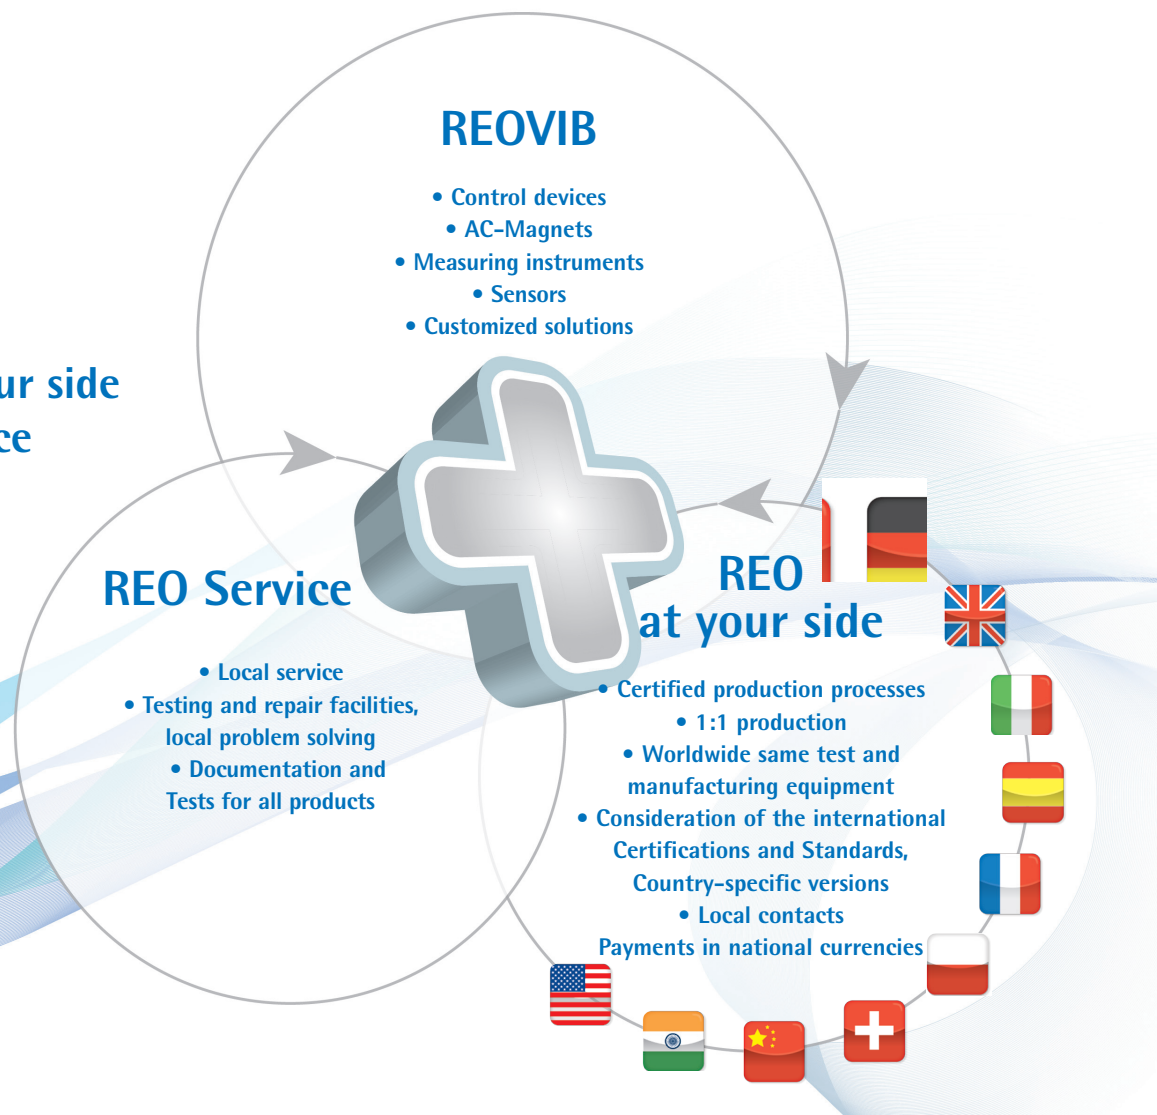 REOVIB
• Control devices
• AC-Magnets
• Measuring instruments
• Sensors
• Customized solutions
side
REO Service
• Local service
• Testing and repair facilities,
local problem solving
• Documentation and
Tests for all products
REO
at your side
• Certified production processes
• 1:1 production
• Worldwide same test and
manufacturing equipment
• Consideration of the international
Certifications and Standards,
Country-specific versions
• Local contacts
Payments in national currencies